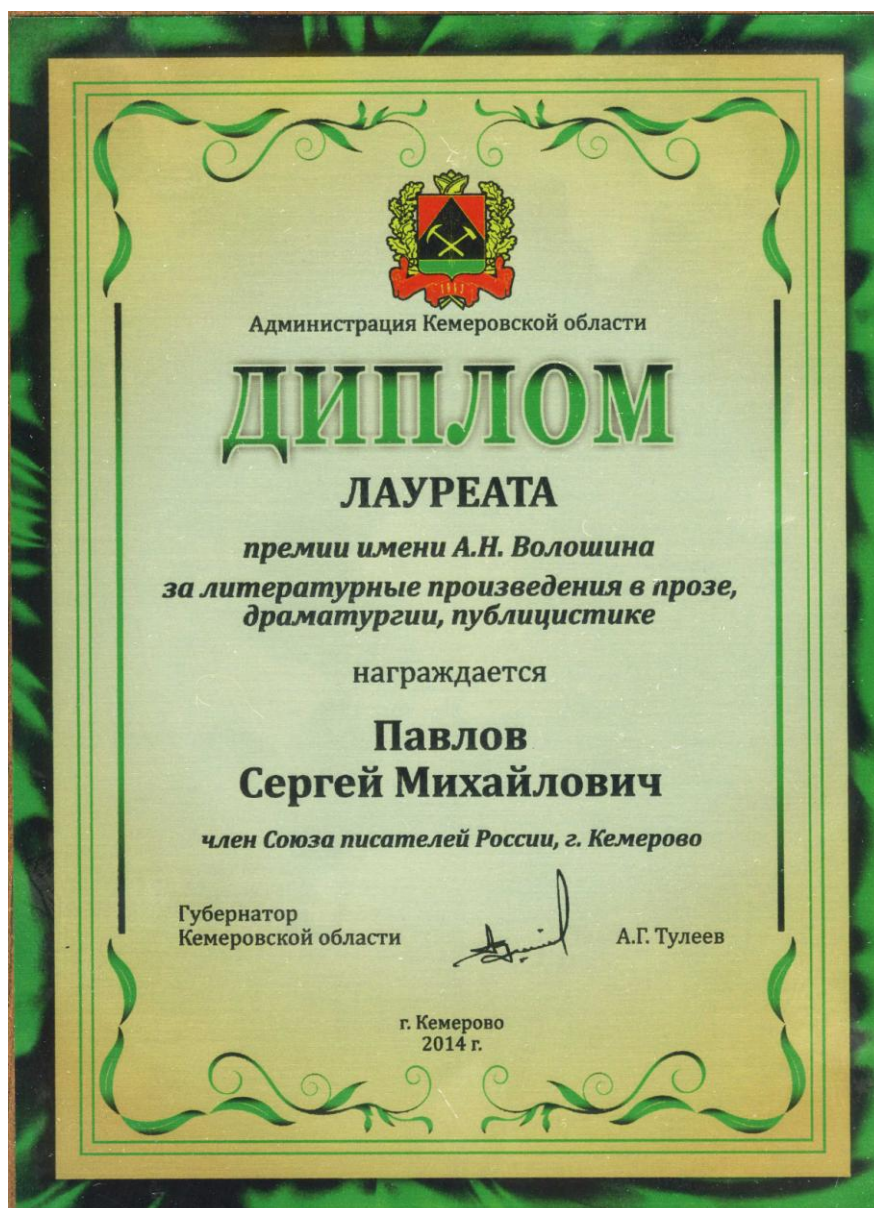 1943
Администрация Кемеровской области
ДИПЛОМ
ЛАУРЕАТА
премии имени А.Н. Волошина
за литературные произведения в прозе,
драматургии, публицистике
награждается
Павлов
Сергей Михайлович
член Союза писателей России, г. Кемерово
Губернатор
Кемеровской области
А.Г. Тулеев
г. Кемерово
2014 г.